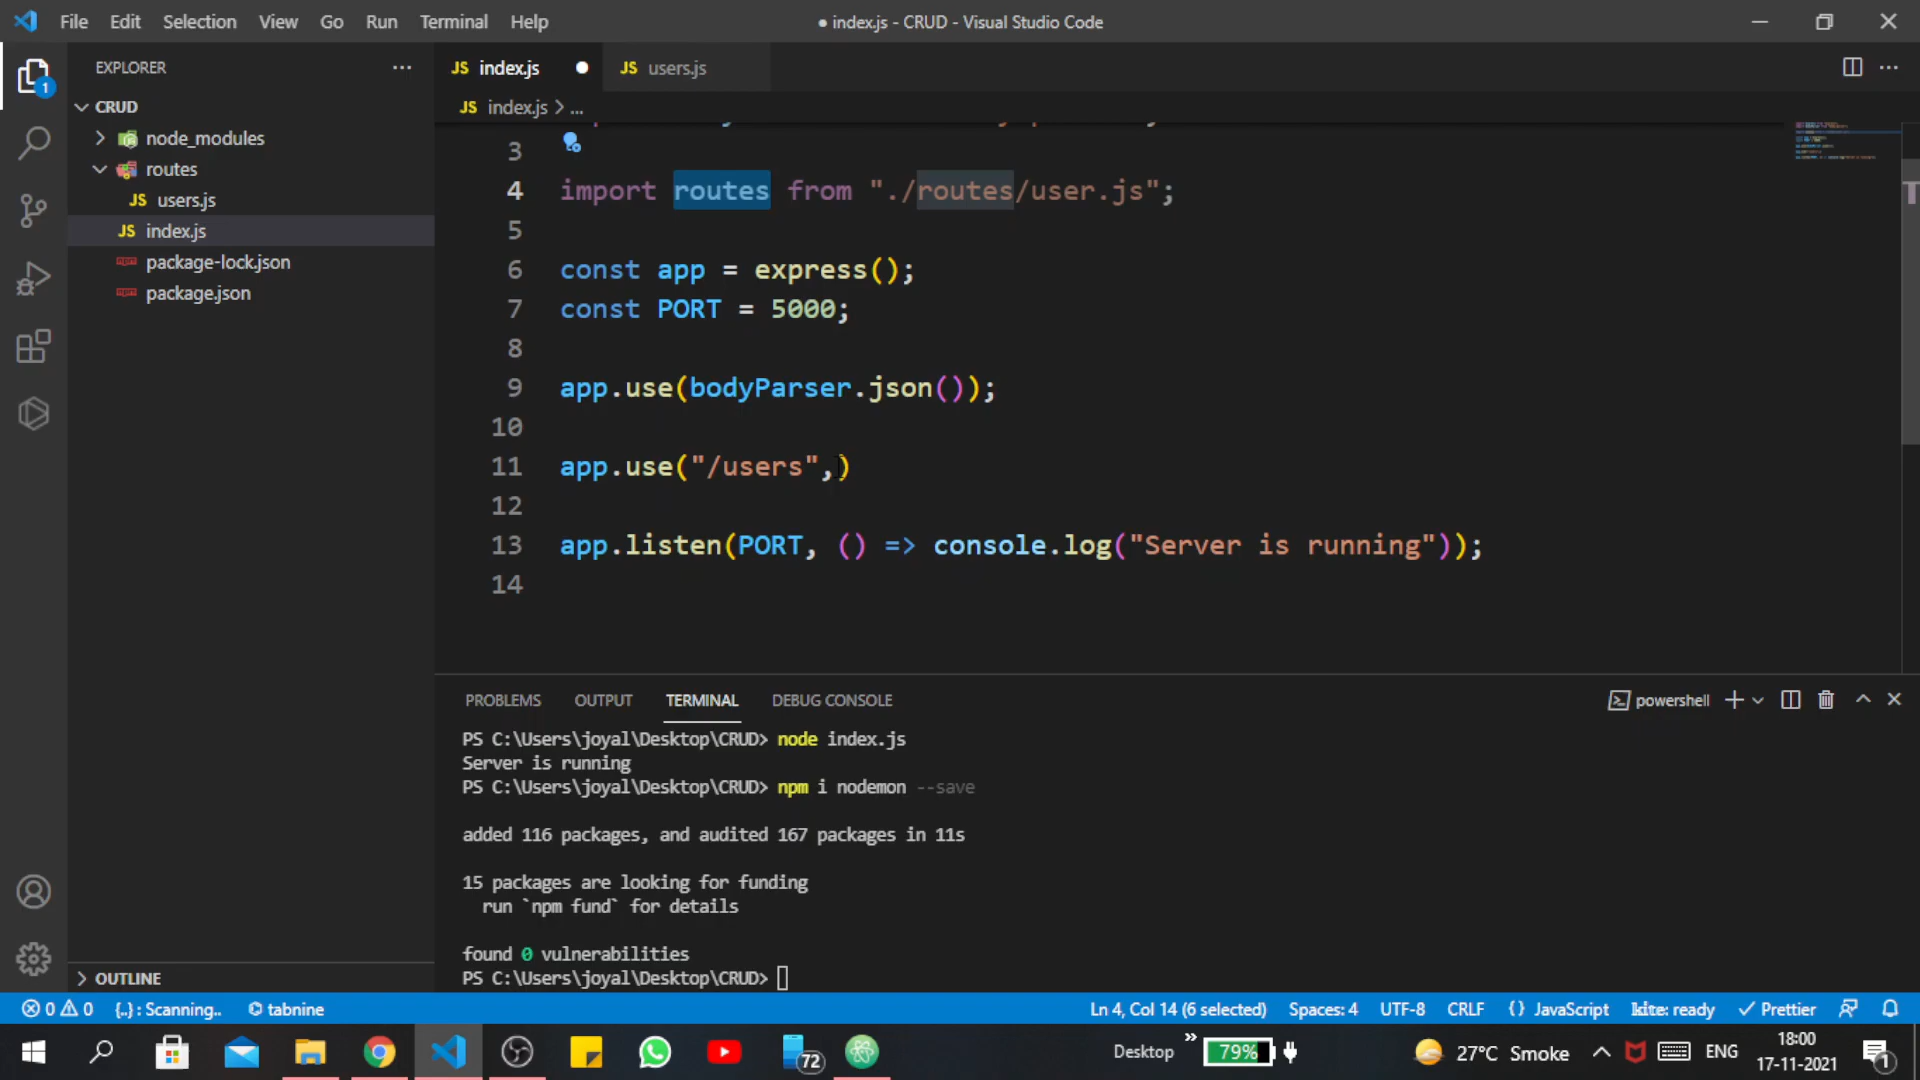 File Edit Selection View Go Run Terminal Help
● index.js - CRUD - Visual Studio Code
EXPLORER
CRUD
node_modules
routes
JS users.js
JS index.js
package-lock.json
package.json
OUTLINE
1
JS index.js ●
JS users.js
JS index.js > ...
3
4 import routes from "./routes/user.js";
5
6 const app = express();
7 const PORT = 5000;
8
9 app.use(bodyParser.json());
10
11 app.use("/users",)
12
13 app.listen(PORT, () => console.log("Server is running"));
14
PROBLEMS OUTPUT TERMINAL DEBUG CONSOLE
powershell
PS C:\Users\joyal\Desktop\CRUD> node index.js
Server is running
PS C:\Users\joyal\Desktop\CRUD> npm i nodemon --save
added 116 packages, and audited 167 packages in 11s
15 packages are looking for funding
run `npm fund` for details
found 0 vulnerabilities
PS C:\Users\joyal\Desktop\CRUD>
0 0 {..} : Scanning.. tabnine
Ln 4, Col 14 (6 selected) Spaces: 4 UTF-8 CRLF {} JavaScript kite: ready Prettier
72
Desktop
79%
27°C Smoke
ENG
18:00
17-11-2021
1